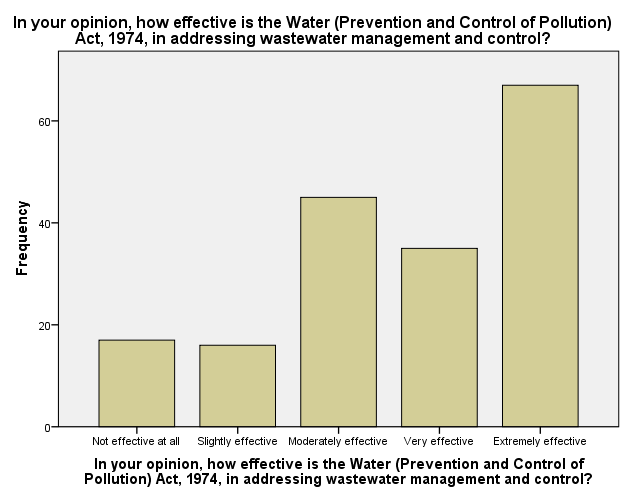 In your opinion, how effective is the Water (Prevention and Control of Pollution)
Act, 1974, in addressing wastewater management and control?
60
40
20
0
Frequency
Not effective at all Slightly effective Moderately effective Very effective Extremely effective
In your opinion, how effective is the Water (Prevention and Control of
Pollution) Act, 1974, in addressing wastewater management and control?